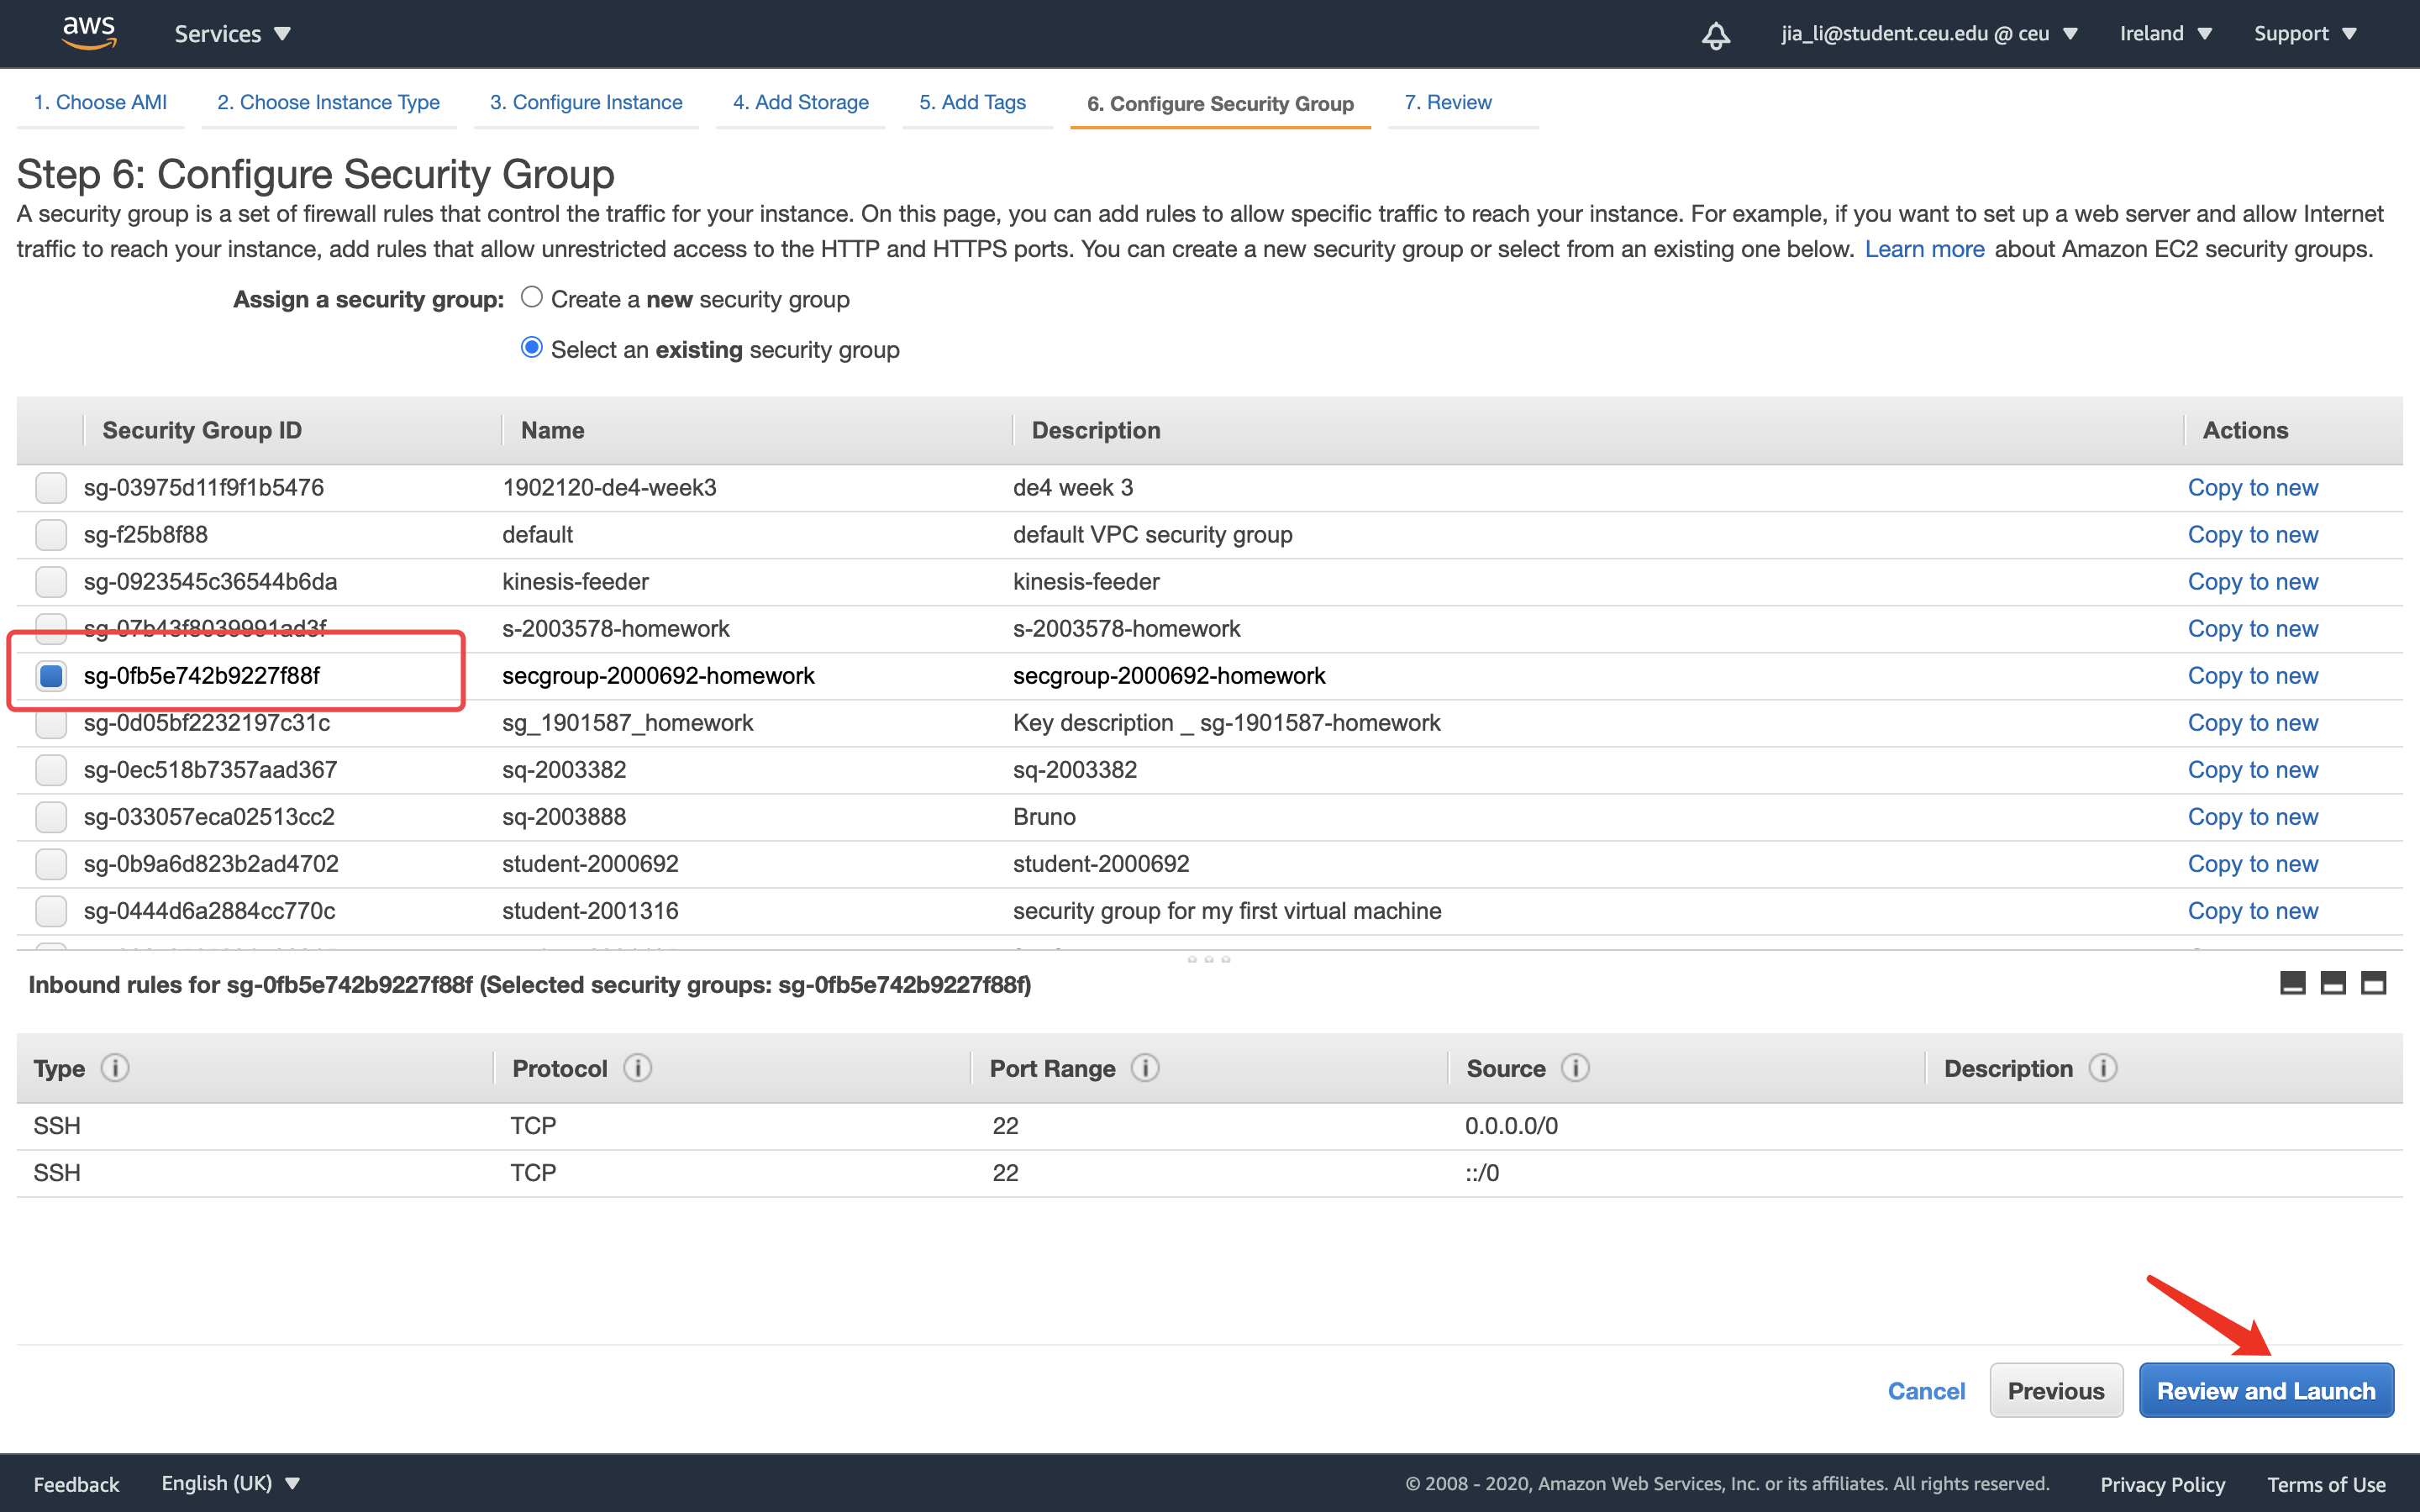 aws
Services
jia_li@student.ceu.edu @ ceu
Ireland
Support
1. Choose AMI
2. Choose Instance Type
3. Configure Instance
4. Add Storage
5. Add Tags
6. Configure Security Group
7. Review
Step 6: Configure Security Group
A security group is a set of firewall rules that control the traffic for your instance. On this page, you can add rules to allow specific traffic to reach your instance. For example, if you want to set up a web server and allow Internet
traffic to reach your instance, add rules that allow unrestricted access to the HTTP and HTTPS ports. You can create a new security group or select from an existing one below. Learn more about Amazon EC2 security groups.
Assign a security group: Create a new security group
Select an existing security group
Security Group ID Name Description Actions
sg-03975d11f9f1b5476 1902120-de4-week3 de4 week 3 Copy to new
sg-f25b8f88 default default VPC security group Copy to new
sg-0923545c36544b6da kinesis-feeder kinesis-feeder Copy to new
sg-07b43f8039991ad3f s-2003578-homework s-2003578-homework Copy to new
sg-0fb5e742b9227f88f secgroup-2000692-homework secgroup-2000692-homework Copy to new
sg-0d05bf2232197c31c sg_1901587_homework Key description _ sg-1901587-homework Copy to new
sg-0ec518b7357aad367 sq-2003382 sq-2003382 Copy to new
sg-033057eca02513cc2 sq-2003888 Bruno Copy to new
sg-0b9a6d823b2ad4702 student-2000692 student-2000692 Copy to new
sg-0444d6a2884cc770c student-2001316 security group for my first virtual machine Copy to new
Inbound rules for sg-0fb5e742b9227f88f (Selected security groups: sg-0fb5e742b9227f88f)
Type Protocol Port Range Source Description
SSH TCP 22 0.0.0.0/0
SSH TCP 22 ::/0
Cancel
Previous
Review and Launch
Feedback
English (UK)
© 2008 - 2020, Amazon Web Services, Inc. or its affiliates. All rights reserved.
Privacy Policy
Terms of Use